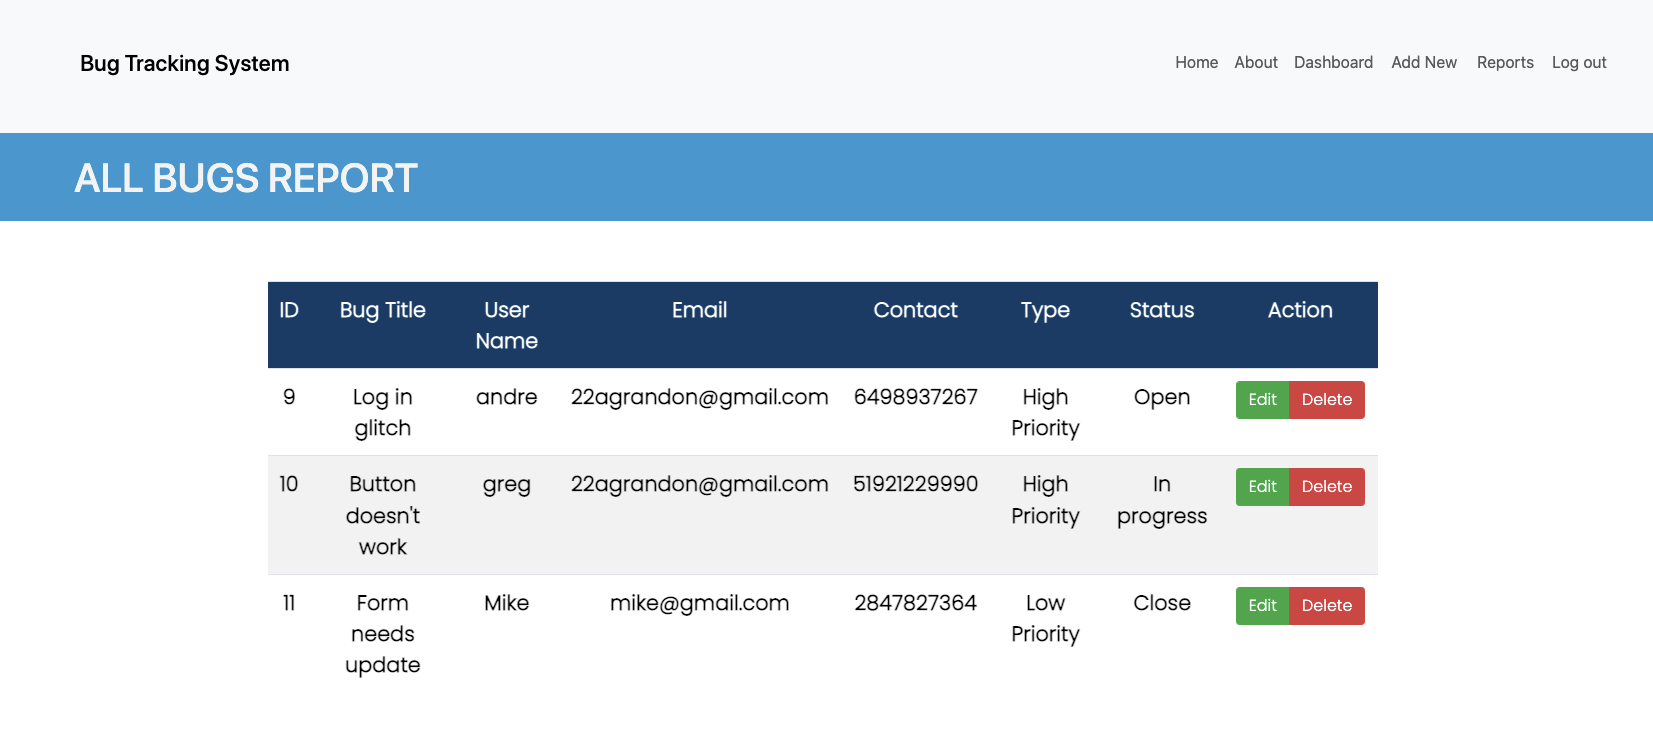 Bug Tracking System
Home About Dashboard Add New Reports Log out
ALL BUGS REPORT
ID Bug Title User Name Email Contact Type Status Action
9 Log in glitch andre 22agrandon@gmail.com 6498937267 High Priority Open Edit Delete
10 Button doesn't work greg 22agrandon@gmail.com 51921229990 High Priority In progress Edit Delete
11 Form needs update Mike mike@gmail.com 2847827364 Low Priority Close Edit Delete